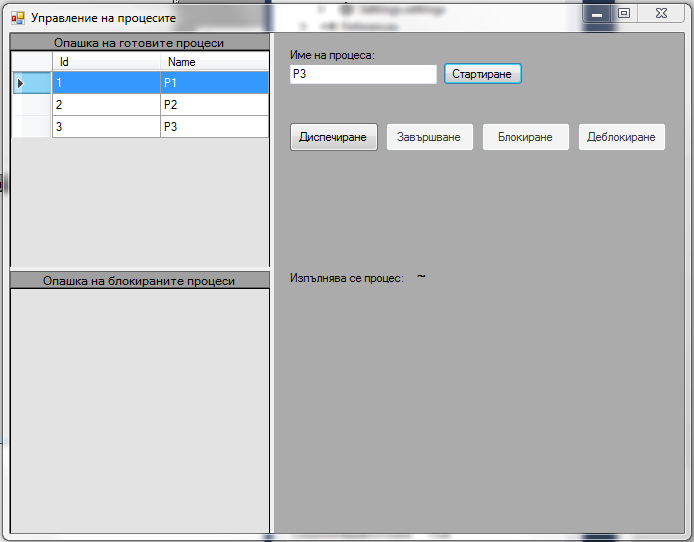 Управление на процесите
Опашка на готовите процеси
Id Name
1 P1
2 P2
3 P3
Опашка на блокираните процеси
Име на процеса:
P3 Стартиране
Диспечиране Завършване Блокиране Деблокиране
Изпълнява се процес: ~